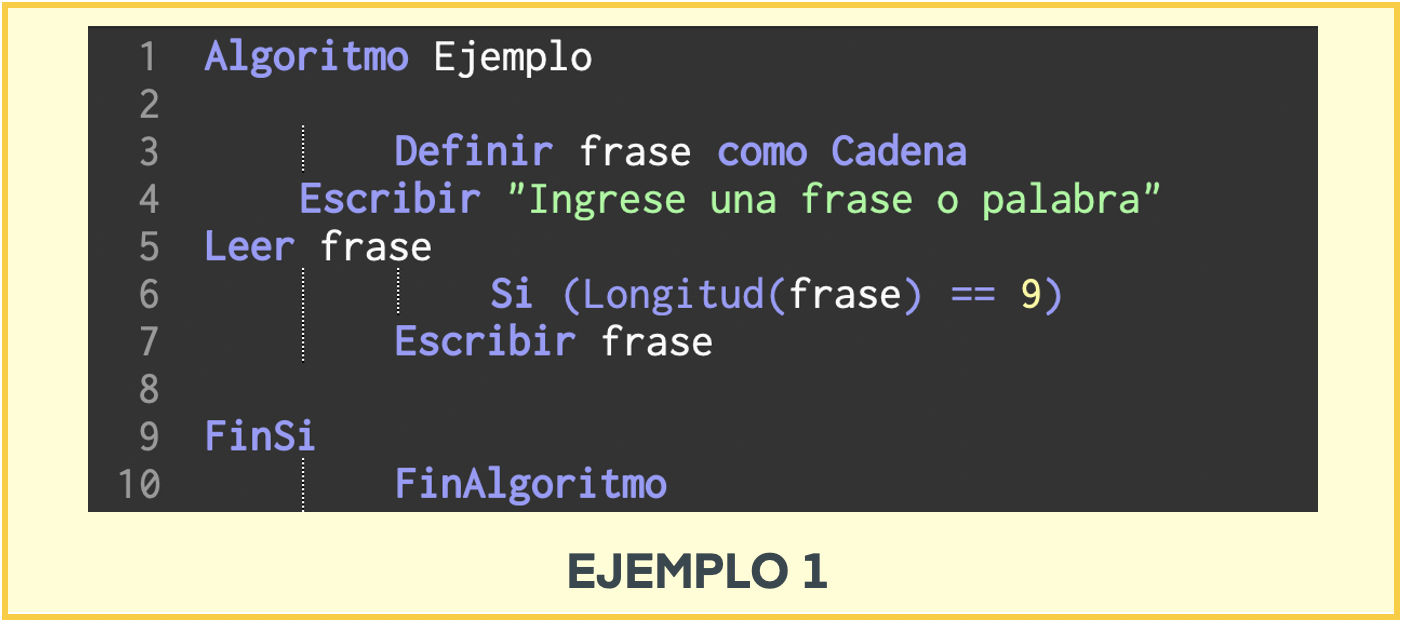 1 Algoritmo Ejemplo
2
3 Definir frase como Cadena
4 Escribir "Ingrese una frase o palabra"
5 Leer frase
6 Si (Longitud(frase) == 9)
7 Escribir frase
8
9 FinSi
10 FinAlgoritmo
EJEMPLO 1